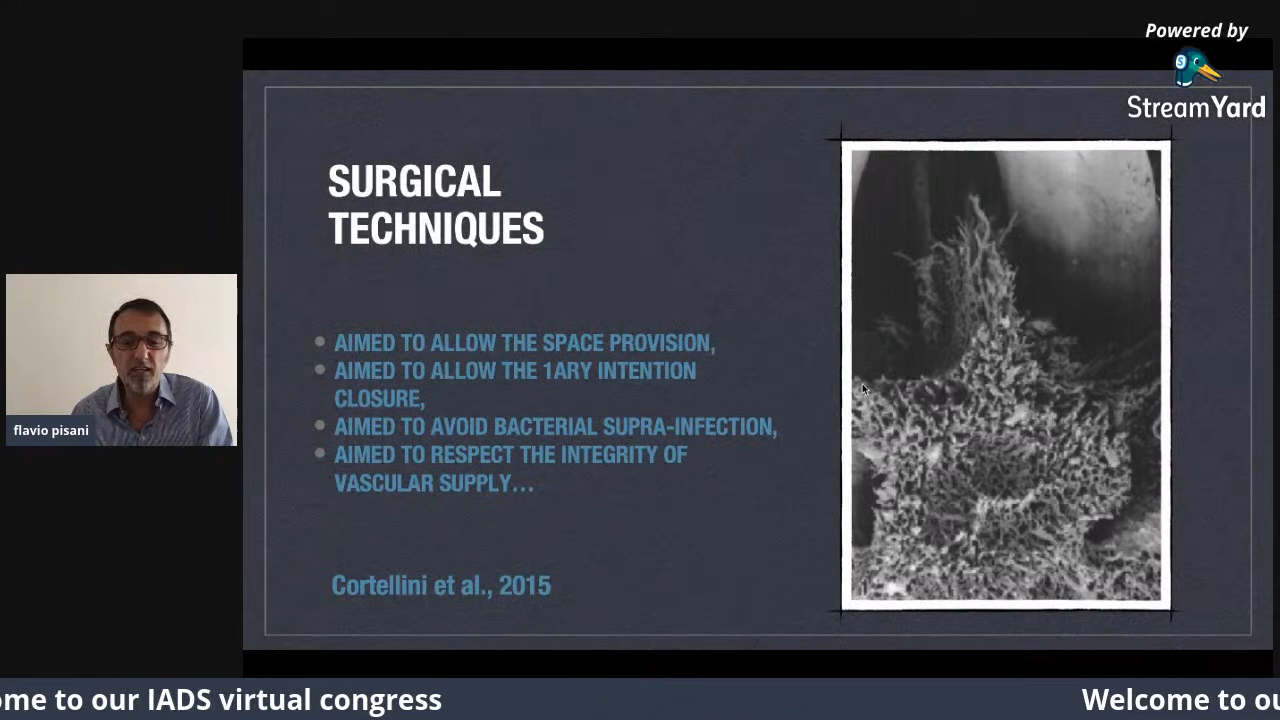 Powered by
StreamYard
SURGICAL
TECHNIQUES
AIMED TO ALLOW THE SPACE PROVISION,
AIMED TO ALLOW THE 1ARY INTENTION
CLOSURE,
AIMED TO AVOID BACTERIAL SUPRA-INFECTION,
AIMED TO RESPECT THE INTEGRITY OF
VASCULAR SUPPLY…
Cortellini et al., 2015
flavio pisani
ome to our IADS virtual congress
Welcome to ou